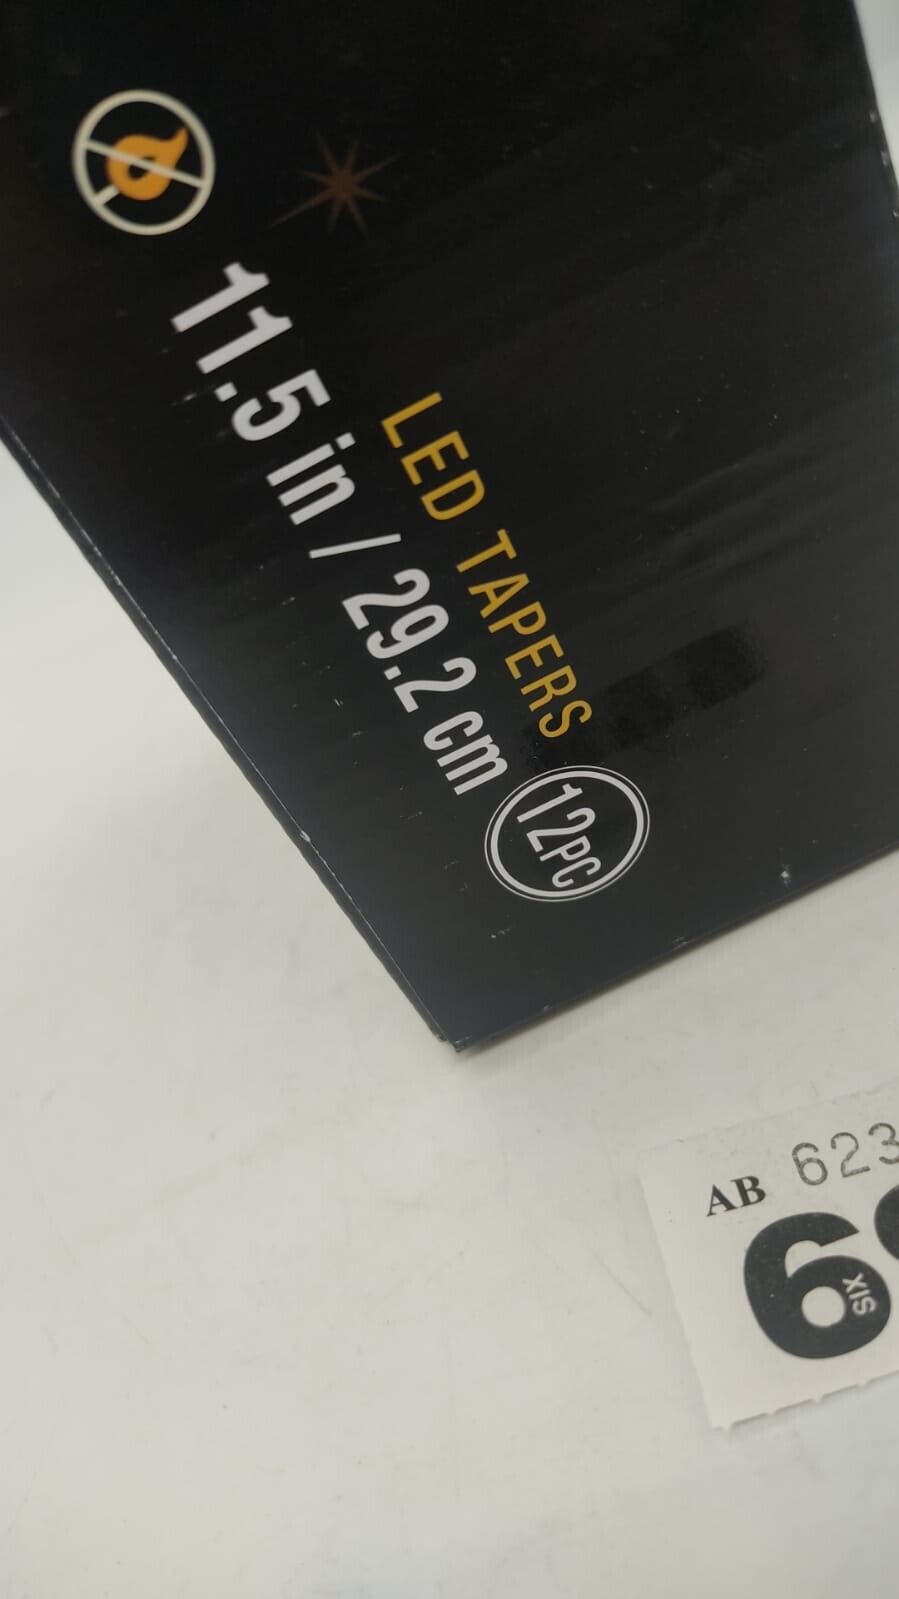 LED TAPERS
11.5 in / 29.2 cm
12PC
AB 623
6
SIX